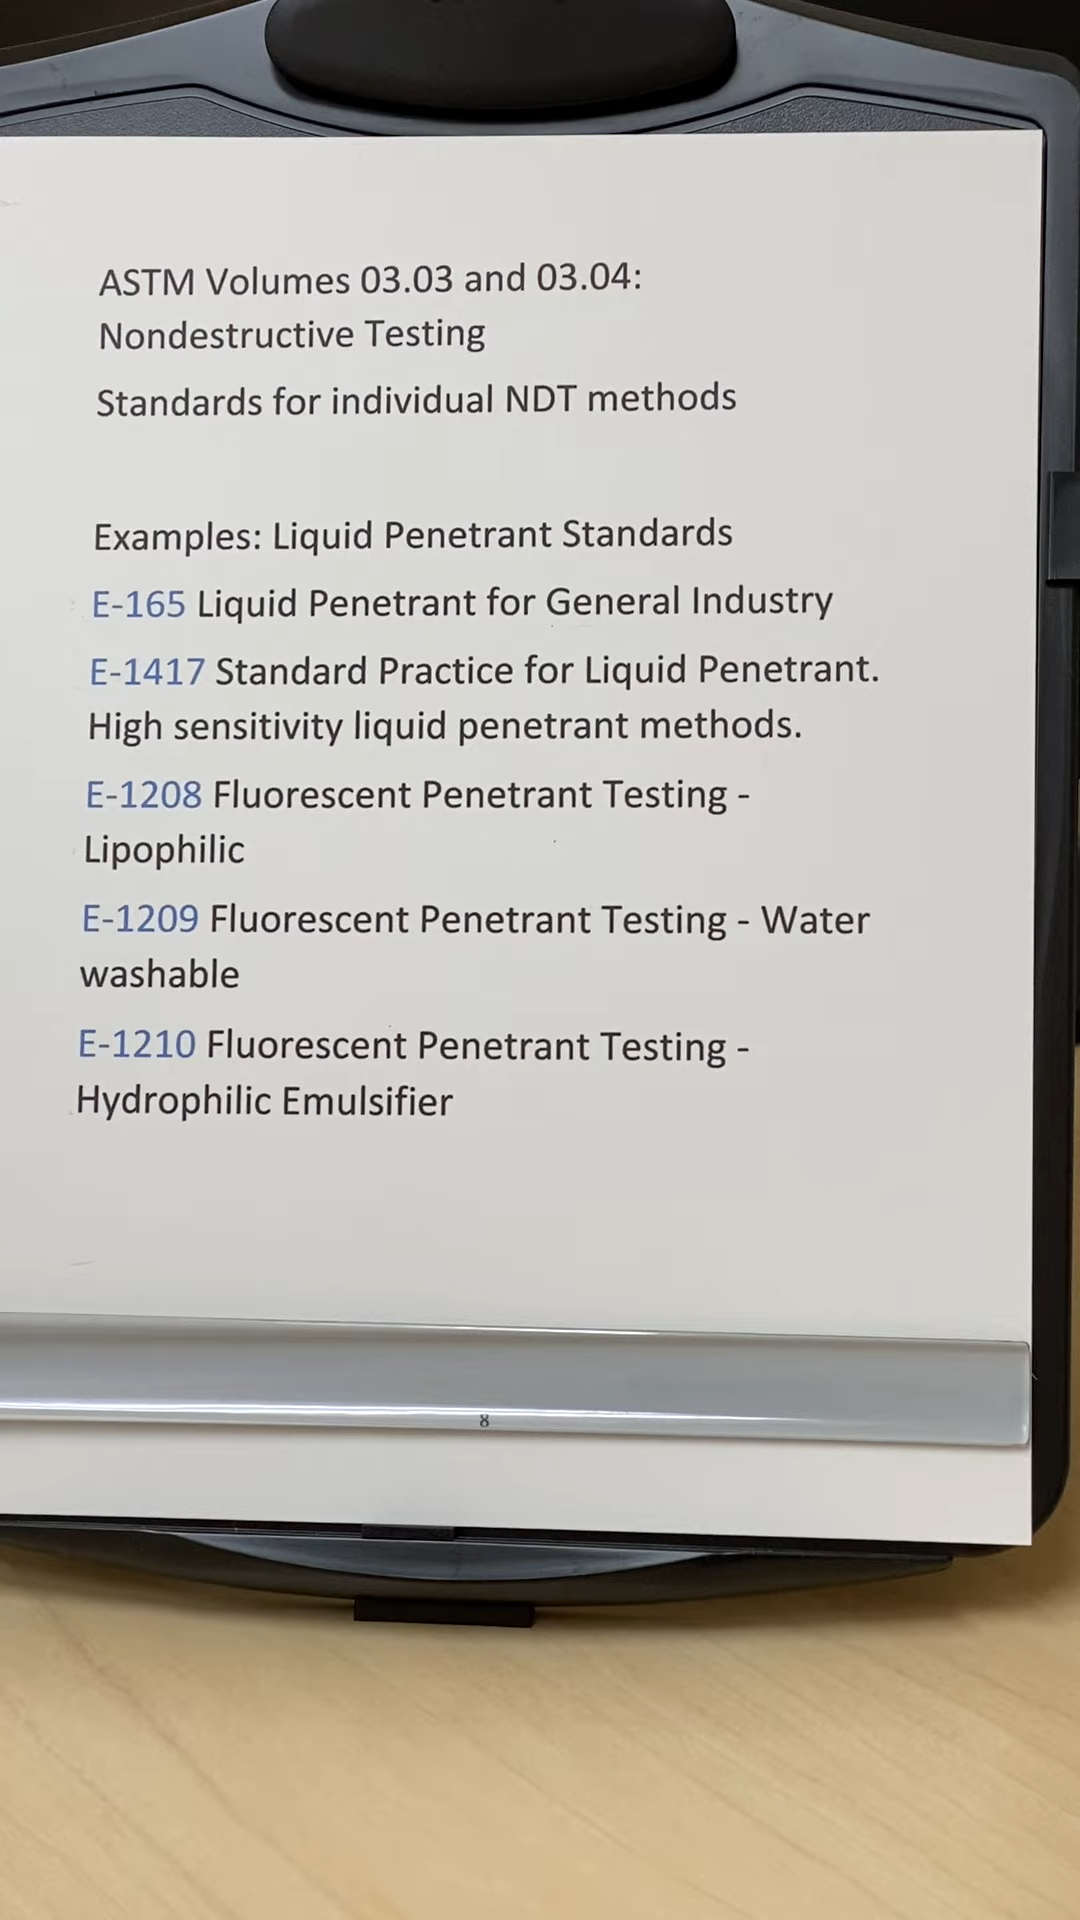 ASTM Volumes 03.03 and 03.04:
Nondestructive Testing
Standards for individual NDT methods
Examples: Liquid Penetrant Standards
E-165 Liquid Penetrant for General Industry
E-1417 Standard Practice for Liquid Penetrant.
High sensitivity liquid penetrant methods.
E-1208 Fluorescent Penetrant Testing -
Lipophilic
E-1209 Fluorescent Penetrant Testing - Water
washable
E-1210 Fluorescent Penetrant Testing -
Hydrophilic Emulsifier
8